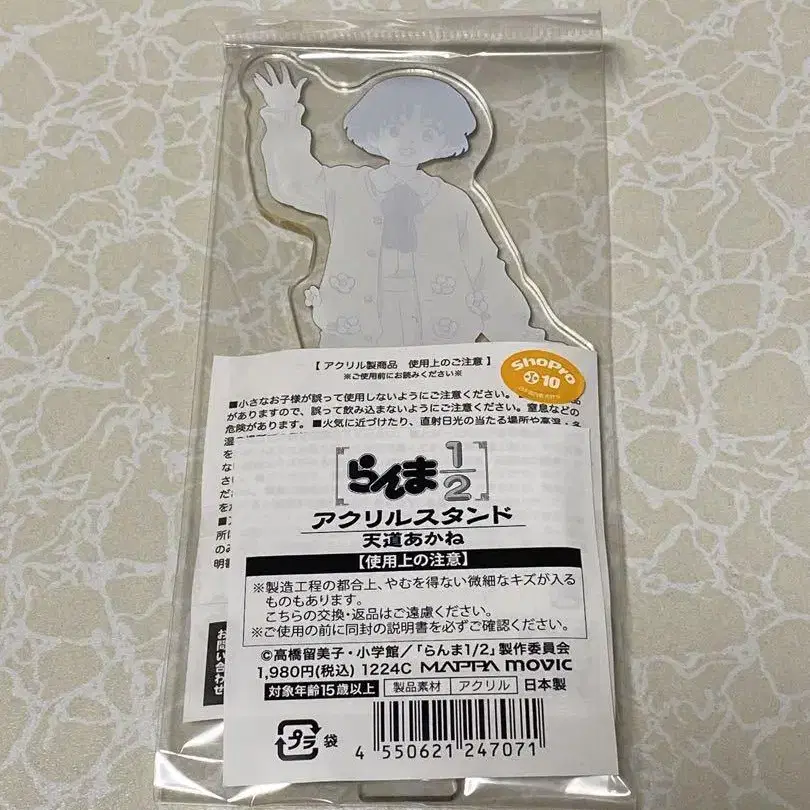 【 アクリル製商品　使用上のご注意 】
※ご使用前にお読みください※
ShoPro
10
■小さなお子様が誤って使用しないようにご注意ください。
がありますので、誤って飲み込まないようにご注意ください。窒息などの
危険があります。■火気に近づけたり、直射日光の当たる場所や高温・多
らんま1/2
アクリルスタンド
天道あかね
【使用上の注意】
※製造工程の都合上、やむを得ない微細なキズが入る
ものもあります。
こちらの交換・返品はご遠慮ください。
※ご使用の前に同封の説明書を必ずご確認ください。
©高橋留美子・小学館／「らんま1/2」製作委員会
1,980円(税込) 1224C MAPPA movic
対象年齢15歳以上 製品素材 アクリル 日本製
お問い合わせ
プラ 袋
4 550621 247071